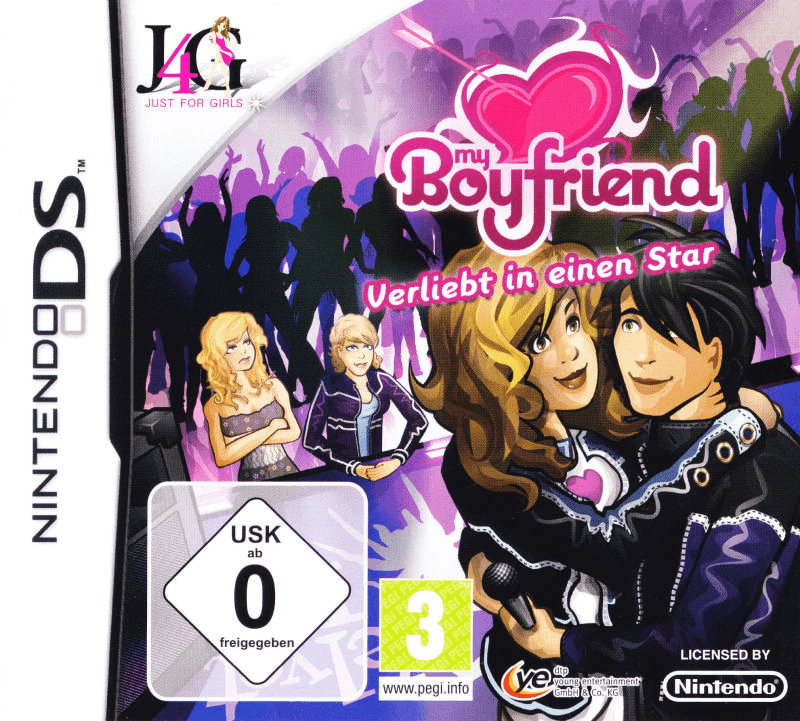 J4G
JUST FOR GIRLS
NINTENDO DS™
my
Boyfriend
Verliebt in einen Star
USK
ab
0
freigegeben
3
www.pegi.info
ye
dtp
young entertainment
GmbH & Co. KG
LICENSED BY
Nintendo